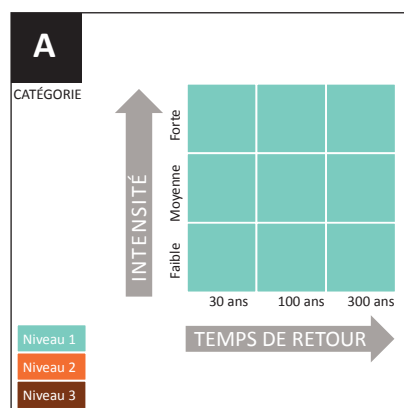 A
CATÉGORIE
INTENSITÉ
Forte
Moyenne
Faible
30 ans 100 ans 300 ans
TEMPS DE RETOUR
Niveau 1
Niveau 2
Niveau 3